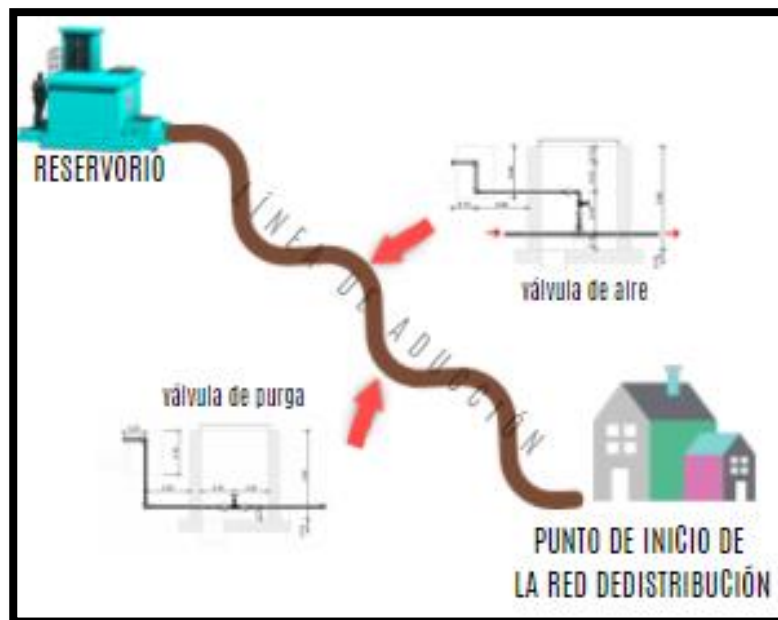 RESERVORIO
LÍNEA DE ADUCCIÓN
válvula de aire
válvula de purga
PUNTO DE INICIO DE
LA RED DEDISTRIBUCIÓN